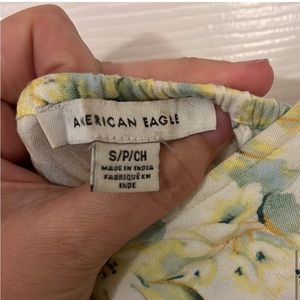 AMERICAN EAGLE
S/P/CH
MADE IN INDIA
FABRIQUÉ EN
INDE